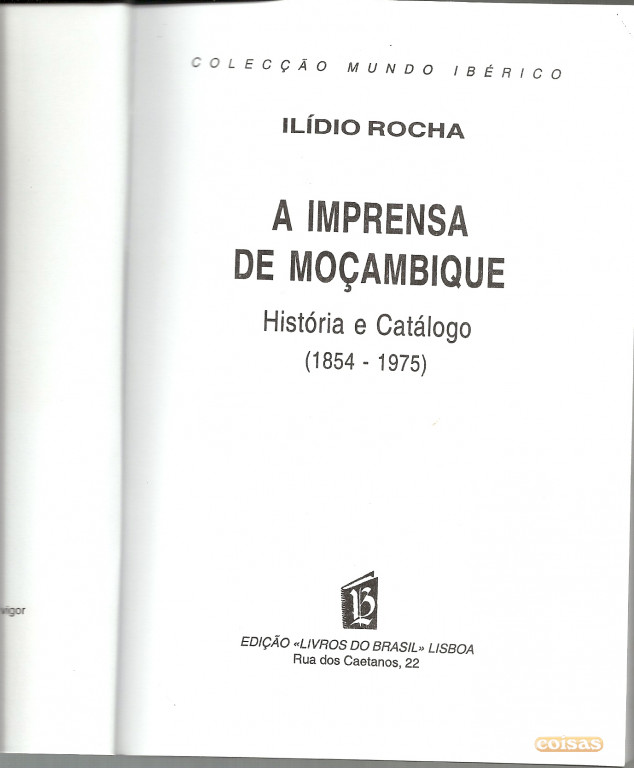 COLECÇÃO MUNDO IBÉRICO
ILÍDIO ROCHA
A IMPRENSA
DE MOÇAMBIQUE
História e Catálogo
(1854 - 1975)
B
EDIÇÃO «LIVROS DO BRASIL» LISBOA
Rua dos Caetanos, 22
vigor
coisas